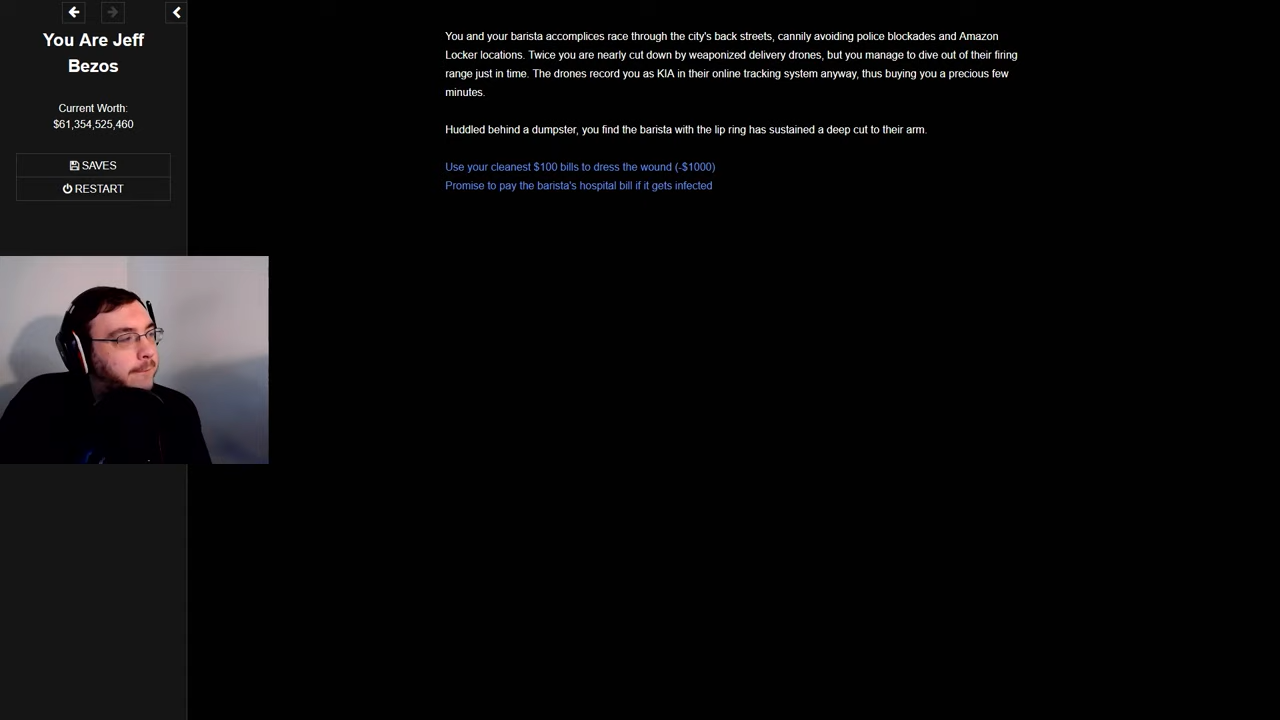 You Are Jeff
Bezos
Current Worth:
$61,354,525,460
SAVES
RESTART
You and your barista accomplices race through the city's back streets, cannily avoiding police blockades and Amazon
Locker locations. Twice you are nearly cut down by weaponized delivery drones, but you manage to dive out of their firing
range just in time. The drones record you as KIA in their online tracking system anyway, thus buying you a precious few
minutes.
Huddled behind a dumpster, you find the barista with the lip ring has sustained a deep cut to their arm.
Use your cleanest $100 bills to dress the wound (-$1000)
Promise to pay the barista's hospital bill if it gets infected